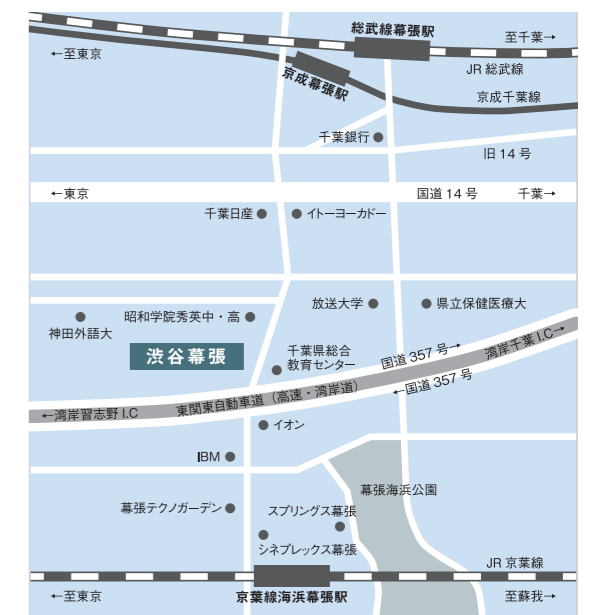 総武線幕張駅
至千葉→
←至東京
JR 総武線
京成幕張駅
京成千葉線
千葉銀行
旧 14 号
←東京
国道 14 号
千葉→
千葉日産
イトーヨーカドー
放送大学
県立保健医療大
昭和学院秀英中・高
神田外語大
渋谷幕張
千葉県総合
教育センター
国道 357 号→
湾岸千葉 I.C→
←国道 357 号
東関東自動車道（高速・湾岸道）
←湾岸習志野 I.C
イオン
IBM
幕張海浜公園
幕張テクノガーデン
スプリングス幕張
シネプレックス幕張
JR 京葉線
←至東京
京葉線海浜幕張駅
至蘇我→